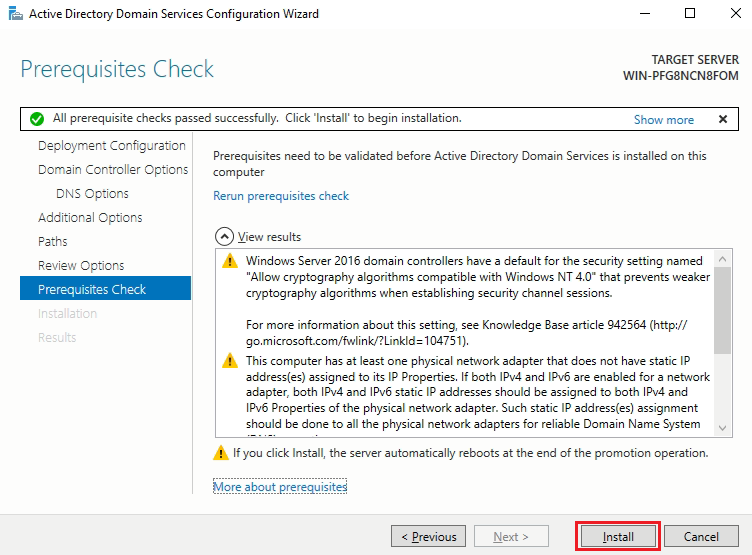 Active Directory Domain Services Configuration Wizard
Prerequisites Check
TARGET SERVER
WIN-PFG8NCN8FOM
All prerequisite checks passed successfully. Click 'Install' to begin installation.
Show more
Deployment Configuration
Domain Controller Options
DNS Options
Additional Options
Paths
Review Options
Prerequisites Check
Installation
Results
Prerequisites need to be validated before Active Directory Domain Services is installed on this
computer
Rerun prerequisites check
View results
Windows Server 2016 domain controllers have a default for the security setting named
"Allow cryptography algorithms compatible with Windows NT 4.0" that prevents weaker
cryptography algorithms when establishing security channel sessions.
For more information about this setting, see Knowledge Base article 942564 (http://
go.microsoft.com/fwlink/?LinkId=104751).
This computer has at least one physical network adapter that does not have static IP
address(es) assigned to its IP Properties. If both IPv4 and IPv6 are enabled for a network
adapter, both IPv4 and IPv6 static IP addresses should be assigned to both IPv4 and
IPv6 Properties of the physical network adapter. Such static IP address(es) assignment
should be done to all the physical network adapters for reliable Domain Name System
If you click Install, the server automatically reboots at the end of the promotion operation.
More about prerequisites
< Previous
Next >
Install
Cancel